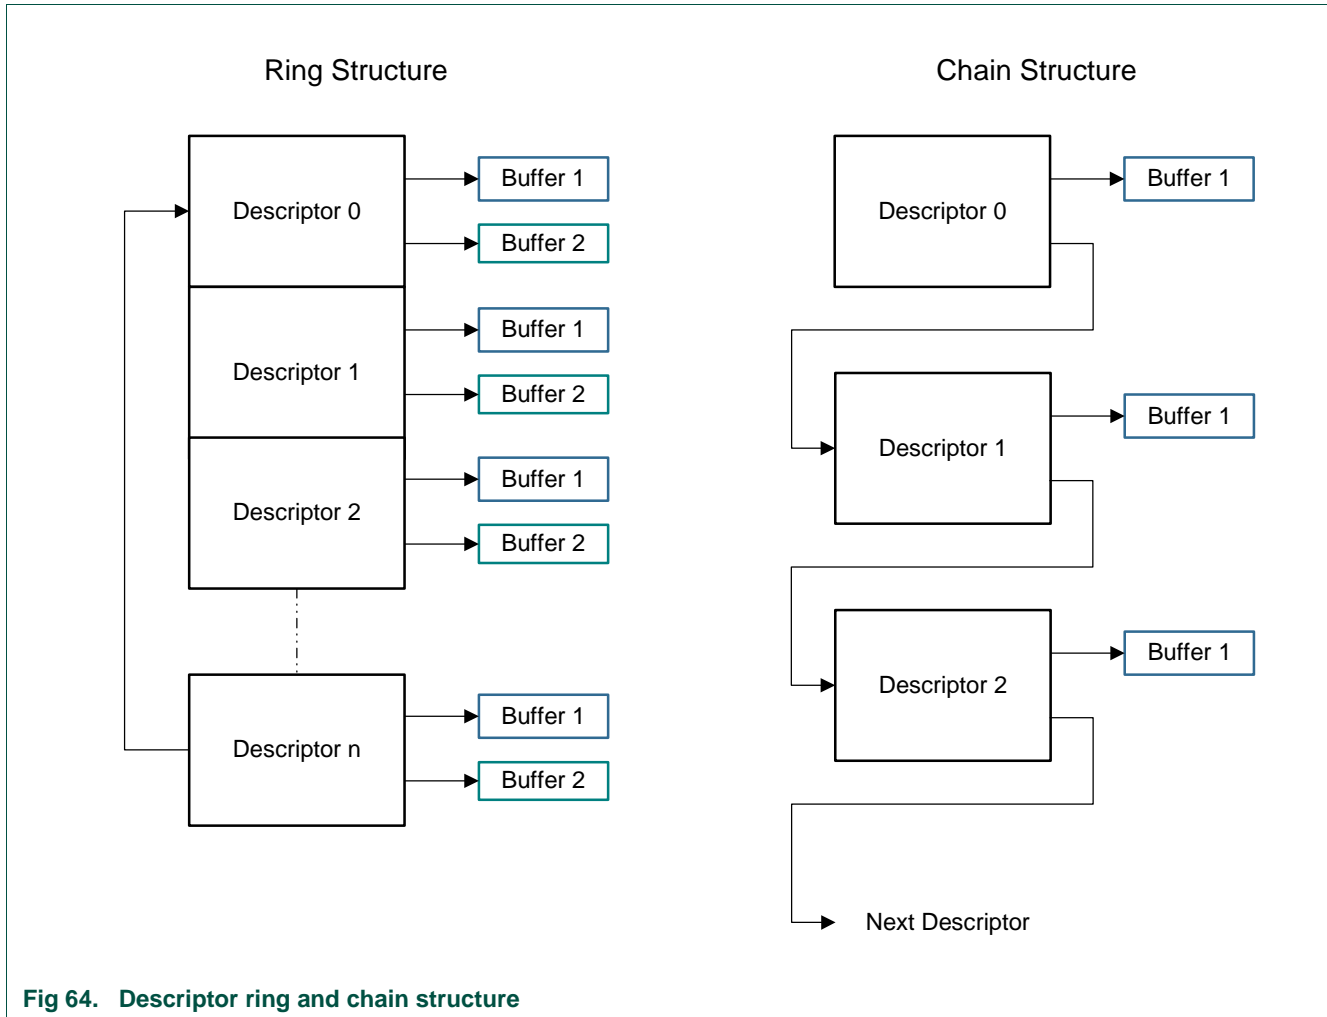 Ring Structure
Descriptor 0
Buffer 1
Buffer 2
Descriptor 1
Buffer 1
Buffer 2
Descriptor 2
Buffer 1
Buffer 2
Descriptor n
Buffer 1
Buffer 2
Chain Structure
Descriptor 0
Buffer 1
Descriptor 1
Buffer 1
Descriptor 2
Buffer 1
Next Descriptor
Fig 64. Descriptor ring and chain structure